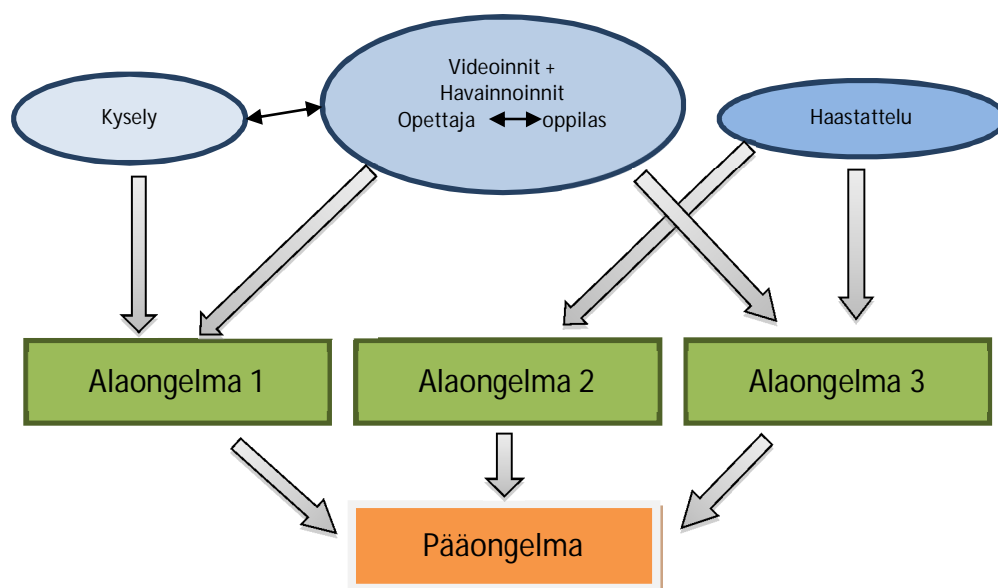 Kysely
Videoinnit +
Havainnoinnit
Opettaja oppilas
Haastattelu
Alaongelma 1
Alaongelma 2
Alaongelma 3
Pääongelma